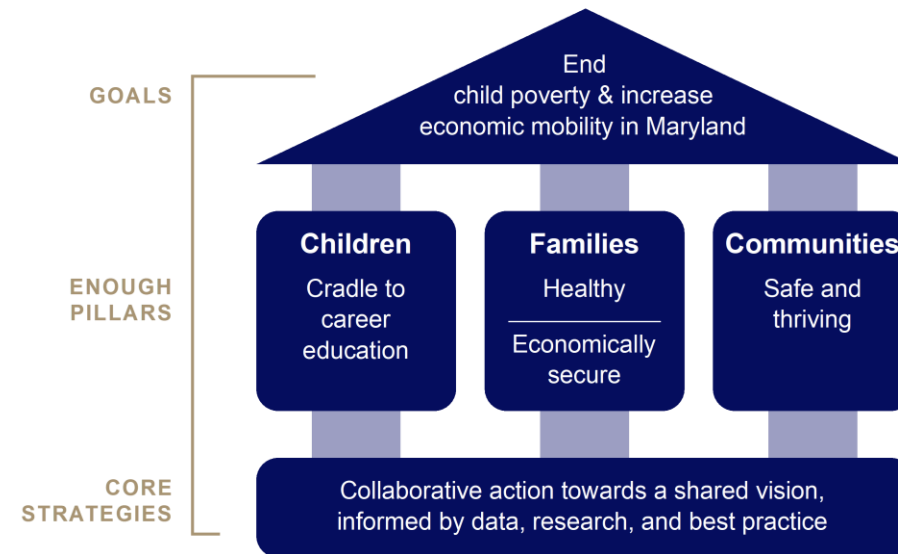 GOALS
End
child poverty & increase
economic mobility in Maryland
ENOUGH
PILLARS
Children
Cradle to
career
education
Families
Healthy
Economically
secure
Communities
Safe and
thriving
CORE
STRATEGIES
Collaborative action towards a shared vision,
informed by data, research, and best practice